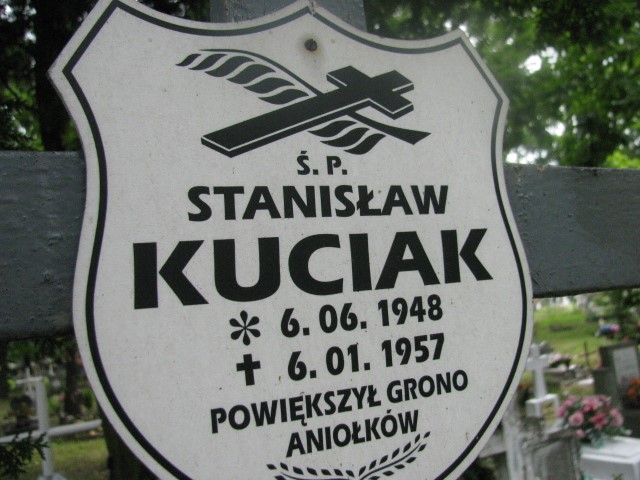 Ś. P.
STANISŁAW
KUCIAK
* 6. 06. 1948
✝ 6. 01. 1957
POWIĘKSZYŁ GRONO
ANIOŁKÓW